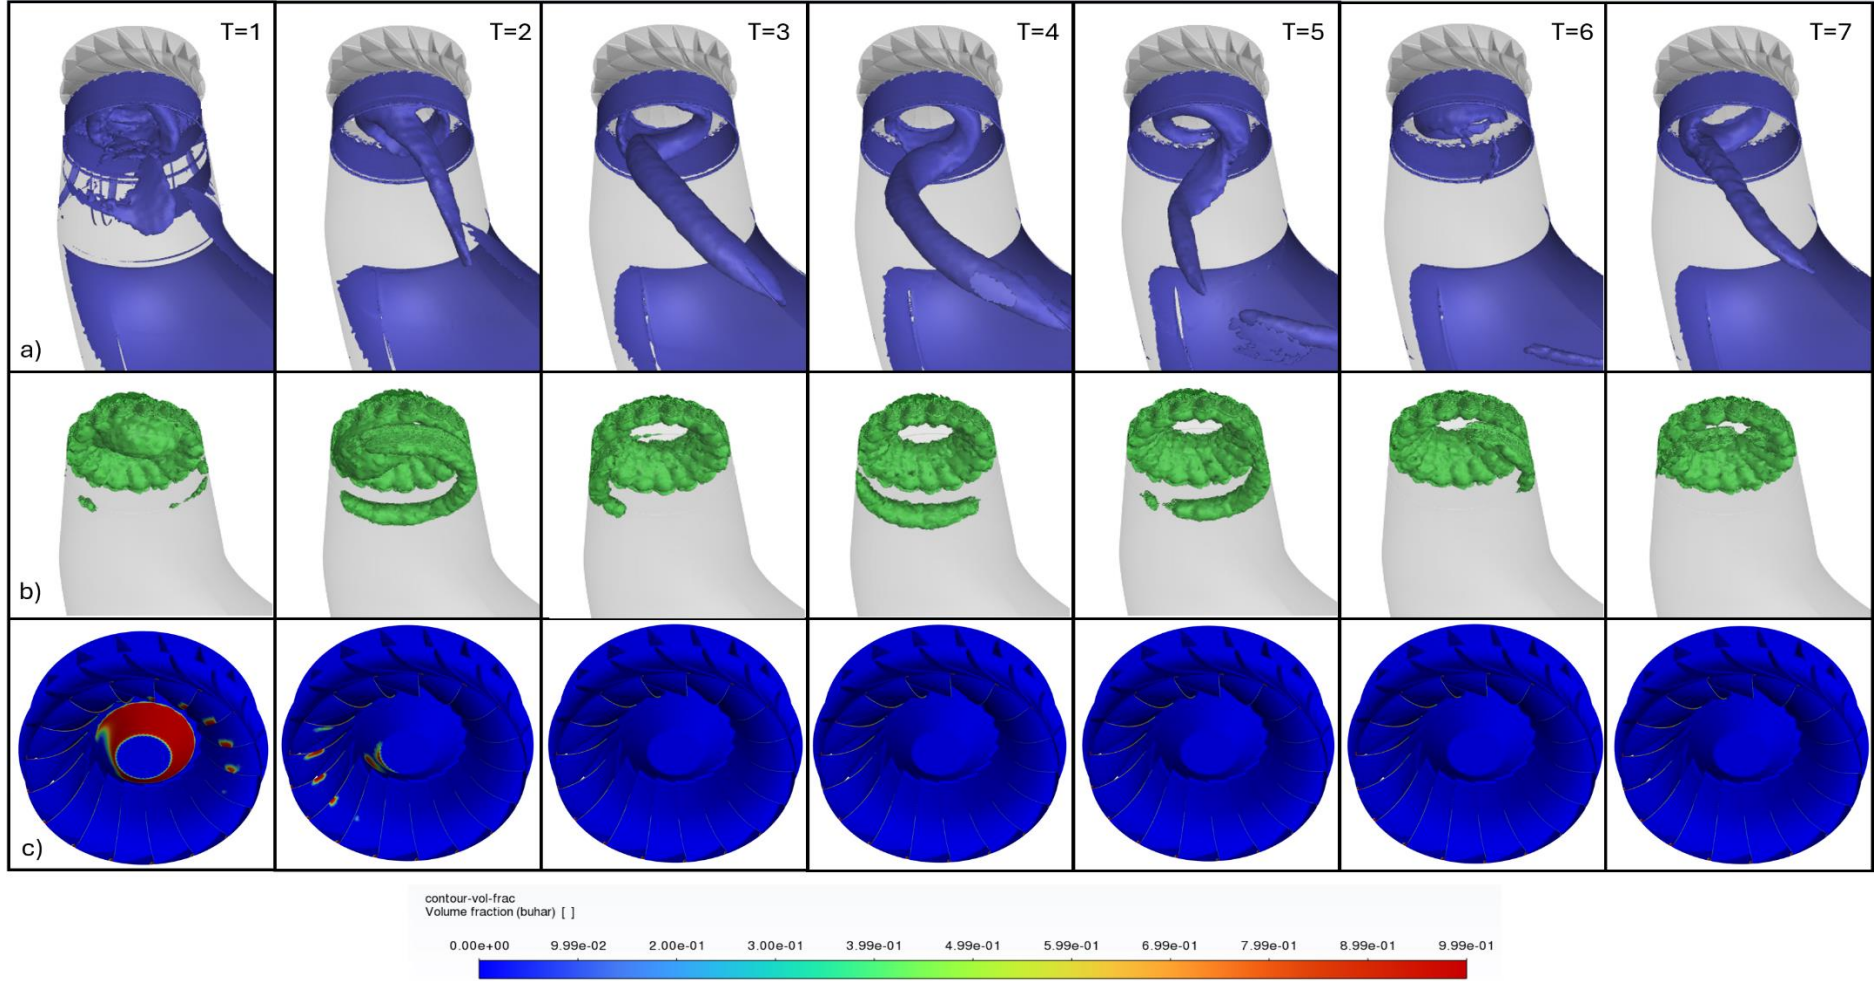 T=1
T=2
T=3
T=4
T=5
T=6
T=7
a)
b)
c)
contour-vol-frac
Volume fraction (buhar) [ ]
0.00e+00 9.99e-02 2.00e-01 3.00e-01 3.99e-01 4.99e-01 5.99e-01 6.99e-01 7.99e-01 8.99e-01 9.99e-01